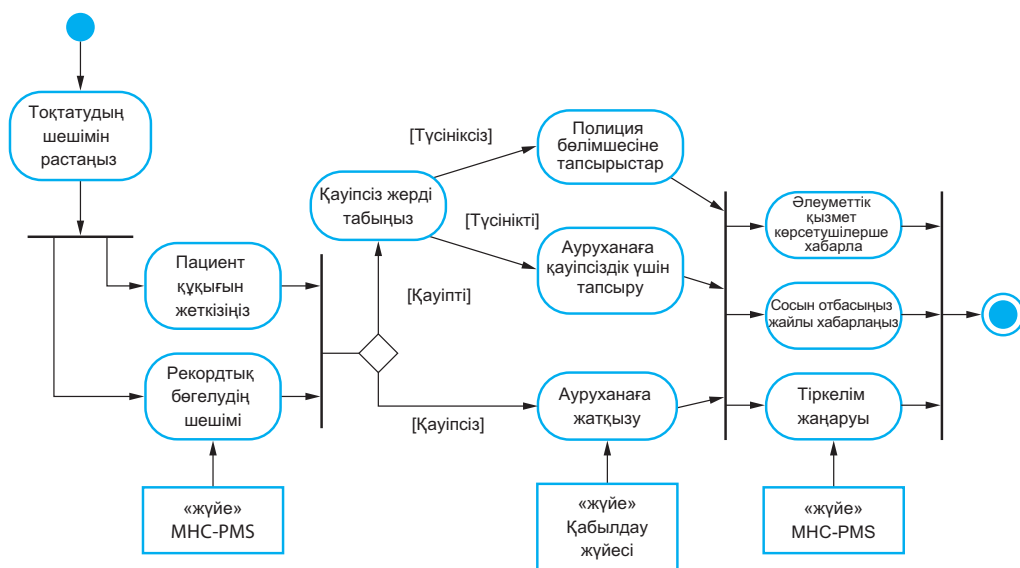 Тоқтатудың
шешімін
растаңыз
Пациент
құқығын
жеткізіңіз
Рекордтық
бөгелудің
шешімі
«жүйе»
MHC-PMS
Қауіпсіз жерді
табыңыз
[Қауіпті]
[Қауіпсіз]
[Түсініксіз]
[Түсінікті]
Полиция
бөлімшесіне
тапсырыстар
Ауруханаға
қауіпсіздік үшін
тапсыру
Ауруханаға
жатқызу
«жүйе»
Қабылдау
жүйесі
Әлеуметтік
қызмет
көрсетушілерше
хабарла
Сосын отбасыңыз
жайлы хабарлаңыз
Тіркелім
жаңаруы
«жүйе»
MHC-PMS